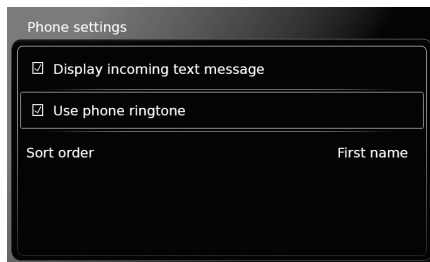 Phone settings
Display incoming text message
Use phone ringtone
Sort order First name